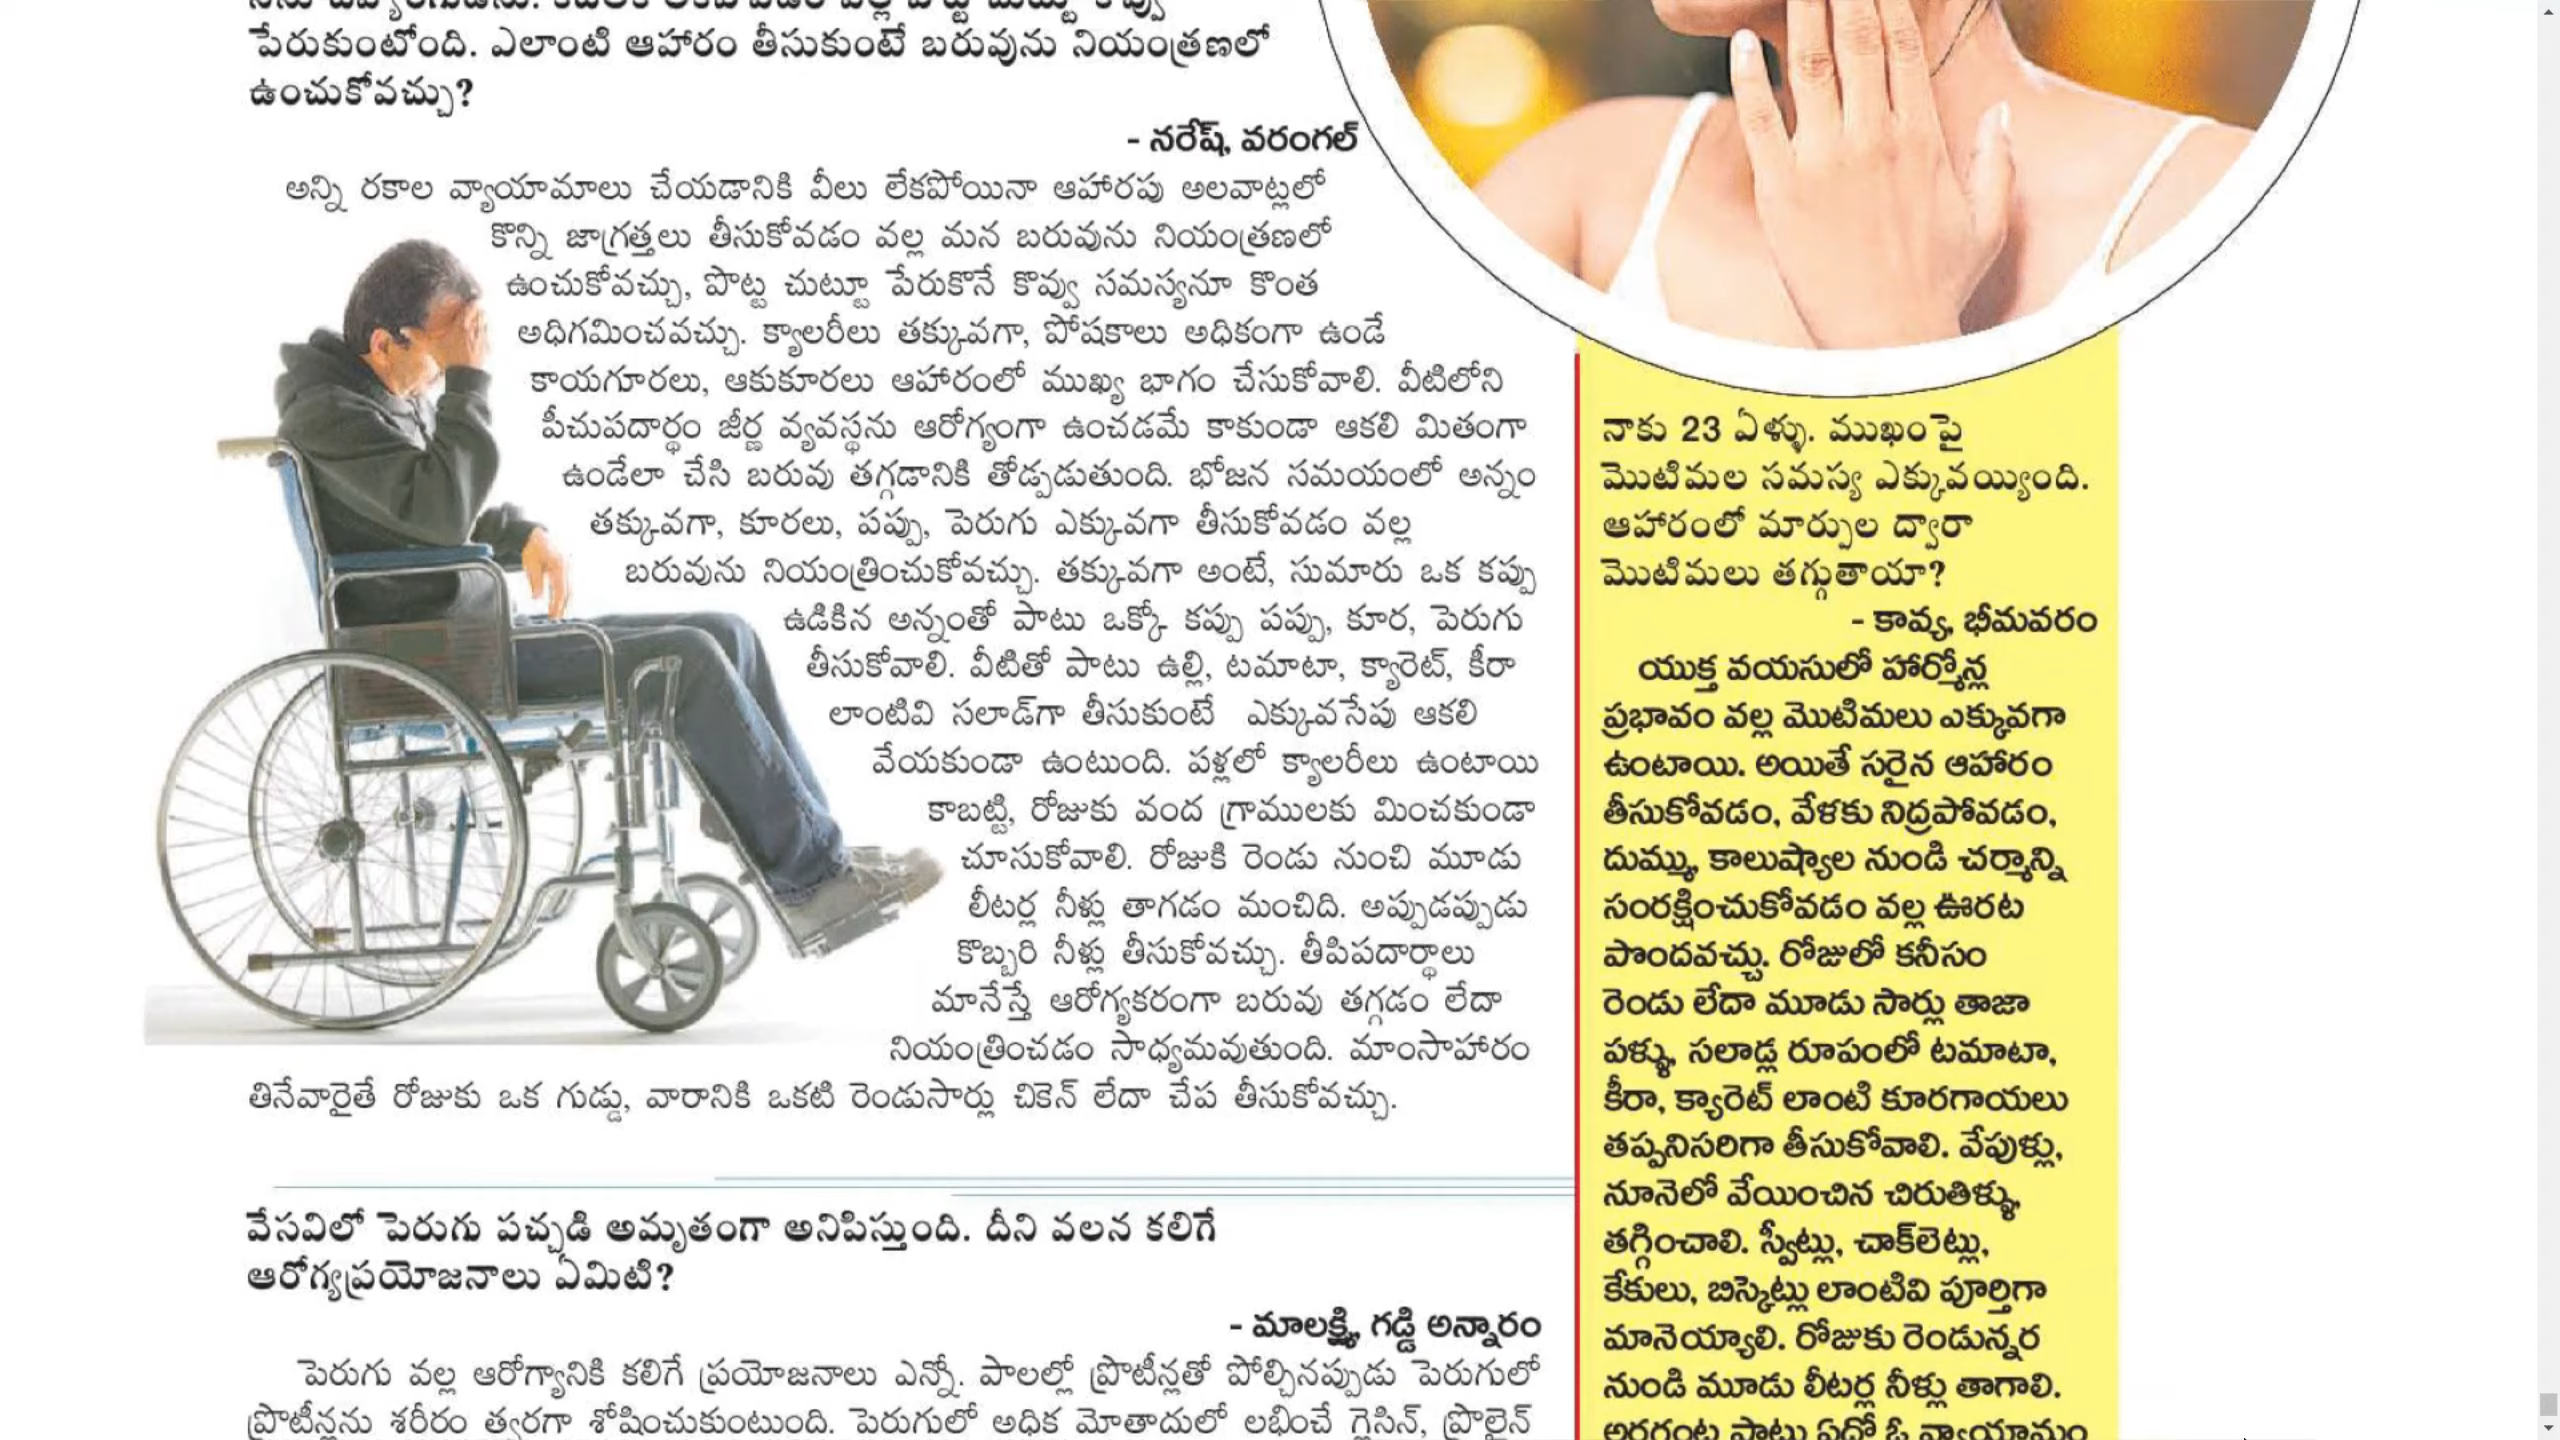 పేరుకుంటోంది. ఎలాంటి ఆహారం తీసుకుంటే బరువును నియంత్రణలో
ఉంచుకోవచ్చు?
- నరేష్, వరంగల్
అన్ని రకాల వ్యాయామాలు చేయడానికి వీలు లేకపోయినా ఆహారపు అలవాట్లలో
కొన్ని జాగ్రత్తలు తీసుకోవడం వల్ల మన బరువును నియంత్రణలో
ఉంచుకోవచ్చు, పొట్ట చుట్టూ పేరుకొనే కొవ్వు సమస్యనూ కొంత
అధిగమించవచ్చు. క్యాలరీలు తక్కువగా, పోషకాలు అధికంగా ఉండే
కాయగూరలు, ఆకుకూరలు ఆహారంలో ముఖ్య భాగం చేసుకోవాలి. వీటిలోని
పీచుపదార్థం జీర్ణ వ్యవస్థను ఆరోగ్యంగా ఉంచడమే కాకుండా ఆకలి మితంగా
ఉండేలా చేసి బరువు తగ్గడానికి తోడ్పడుతుంది. భోజన సమయంలో అన్నం
తక్కువగా, కూరలు, పప్పు, పెరుగు ఎక్కువగా తీసుకోవడం వల్ల
బరువును నియంత్రించుకోవచ్చు. తక్కువగా అంటే, సుమారు ఒక కప్పు
ఉడికిన అన్నంతో పాటు ఒక్కో కప్పు పప్పు, కూర, పెరుగు
తీసుకోవాలి. వీటితో పాటు ఉల్లి, టమాటా, క్యారెట్, కీరా
లాంటివి సలాడ్‌గా తీసుకుంటే ఎక్కువసేపు ఆకలి
వేయకుండా ఉంటుంది. పళ్లలో క్యాలరీలు ఉంటాయి
కాబట్టి, రోజుకు వంద గ్రాములకు మించకుండా
చూసుకోవాలి. రోజుకి రెండు నుంచి మూడు
లీటర్ల నీళ్లు తాగడం మంచిది. అప్పుడప్పుడు
కొబ్బరి నీళ్లు తీసుకోవచ్చు. తీపిపదార్థాలు
మానేస్తే ఆరోగ్యకరంగా బరువు తగ్గడం లేదా
నియంత్రించడం సాధ్యమవుతుంది. మాంసాహారం
తినేవారైతే రోజుకు ఒక గుడ్డు, వారానికి ఒకటి రెండుసార్లు చికెన్ లేదా చేప తీసుకోవచ్చు.
వేసవిలో పెరుగు పచ్చడి అమృతంగా అనిపిస్తుంది. దీని వలన కలిగే
ఆరోగ్యప్రయోజనాలు ఏమిటి?
- మాలక్ష్మి, గడ్డి అన్నారం
పెరుగు వల్ల ఆరోగ్యానికి కలిగే ప్రయోజనాలు ఎన్నో. పాలల్లో ప్రొటీన్లతో పోల్చినప్పుడు పెరుగులో
ప్రొటీన్లను శరీరం త్వరగా శోషించుకుంటుంది. పెరుగులో అధిక మోతాదులో లభించే గ్లైసిన్, ప్రొలైన్
నాకు 23 ఏళ్ళు. ముఖంపై
మొటిమల సమస్య ఎక్కువయ్యింది.
ఆహారంలో మార్పుల ద్వారా
మొటిమలు తగ్గుతాయా?
- కావ్య, భీమవరం
యుక్త వయసులో హార్మోన్ల
ప్రభావం వల్ల మొటిమలు ఎక్కువగా
ఉంటాయి. అయితే సరైన ఆహారం
తీసుకోవడం, వేళకు నిద్రపోవడం,
దుమ్ము, కాలుష్యాల నుండి చర్మాన్ని
సంరక్షించుకోవడం వల్ల ఊరట
పొందవచ్చు. రోజులో కనీసం
రెండు లేదా మూడు సార్లు తాజా
పళ్ళు, సలాడ్ల రూపంలో టమాటా,
కీరా, క్యారెట్ లాంటి కూరగాయలు
తప్పనిసరిగా తీసుకోవాలి. వేపుళ్లు,
నూనెలో వేయించిన చిరుతిళ్ళు,
తగ్గించాలి. స్వీట్లు, చాక్‌లెట్లు,
కేకులు, బిస్కెట్లు లాంటివి పూర్తిగా
మానెయ్యాలి. రోజుకు రెండున్నర
నుండి మూడు లీటర్ల నీళ్లు తాగాలి.
అరగంట పాటు ఏదో ఓ వ్యాయామం